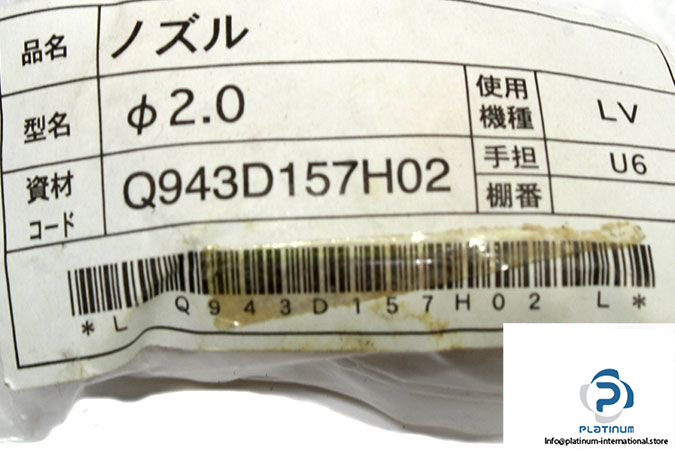 品名 ノズル
型名 φ2.0 使用機種 LV
資材コード Q943D157H02 手担 U6
棚番
*L Q943D157H02 L*
PLATINUM
Info@platinum-international.store